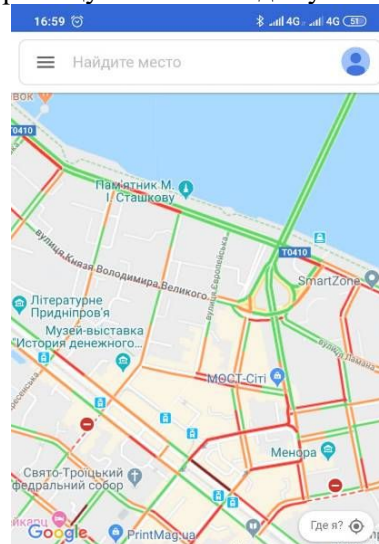 16:59
4G 4G 51
Найдите место
T0410
Пам'ятник М.
І. Сташкову
T0410
вулиця Європейська
SmartZone
вулиця Князя Володимира Великого
Літературне
Придніпров'я
Музей-выставка
"История денежного...
МОСТ-Сіті
Менора
Свято-Троїцький
федральний собор
Google
PrintMag.ua
Где я?